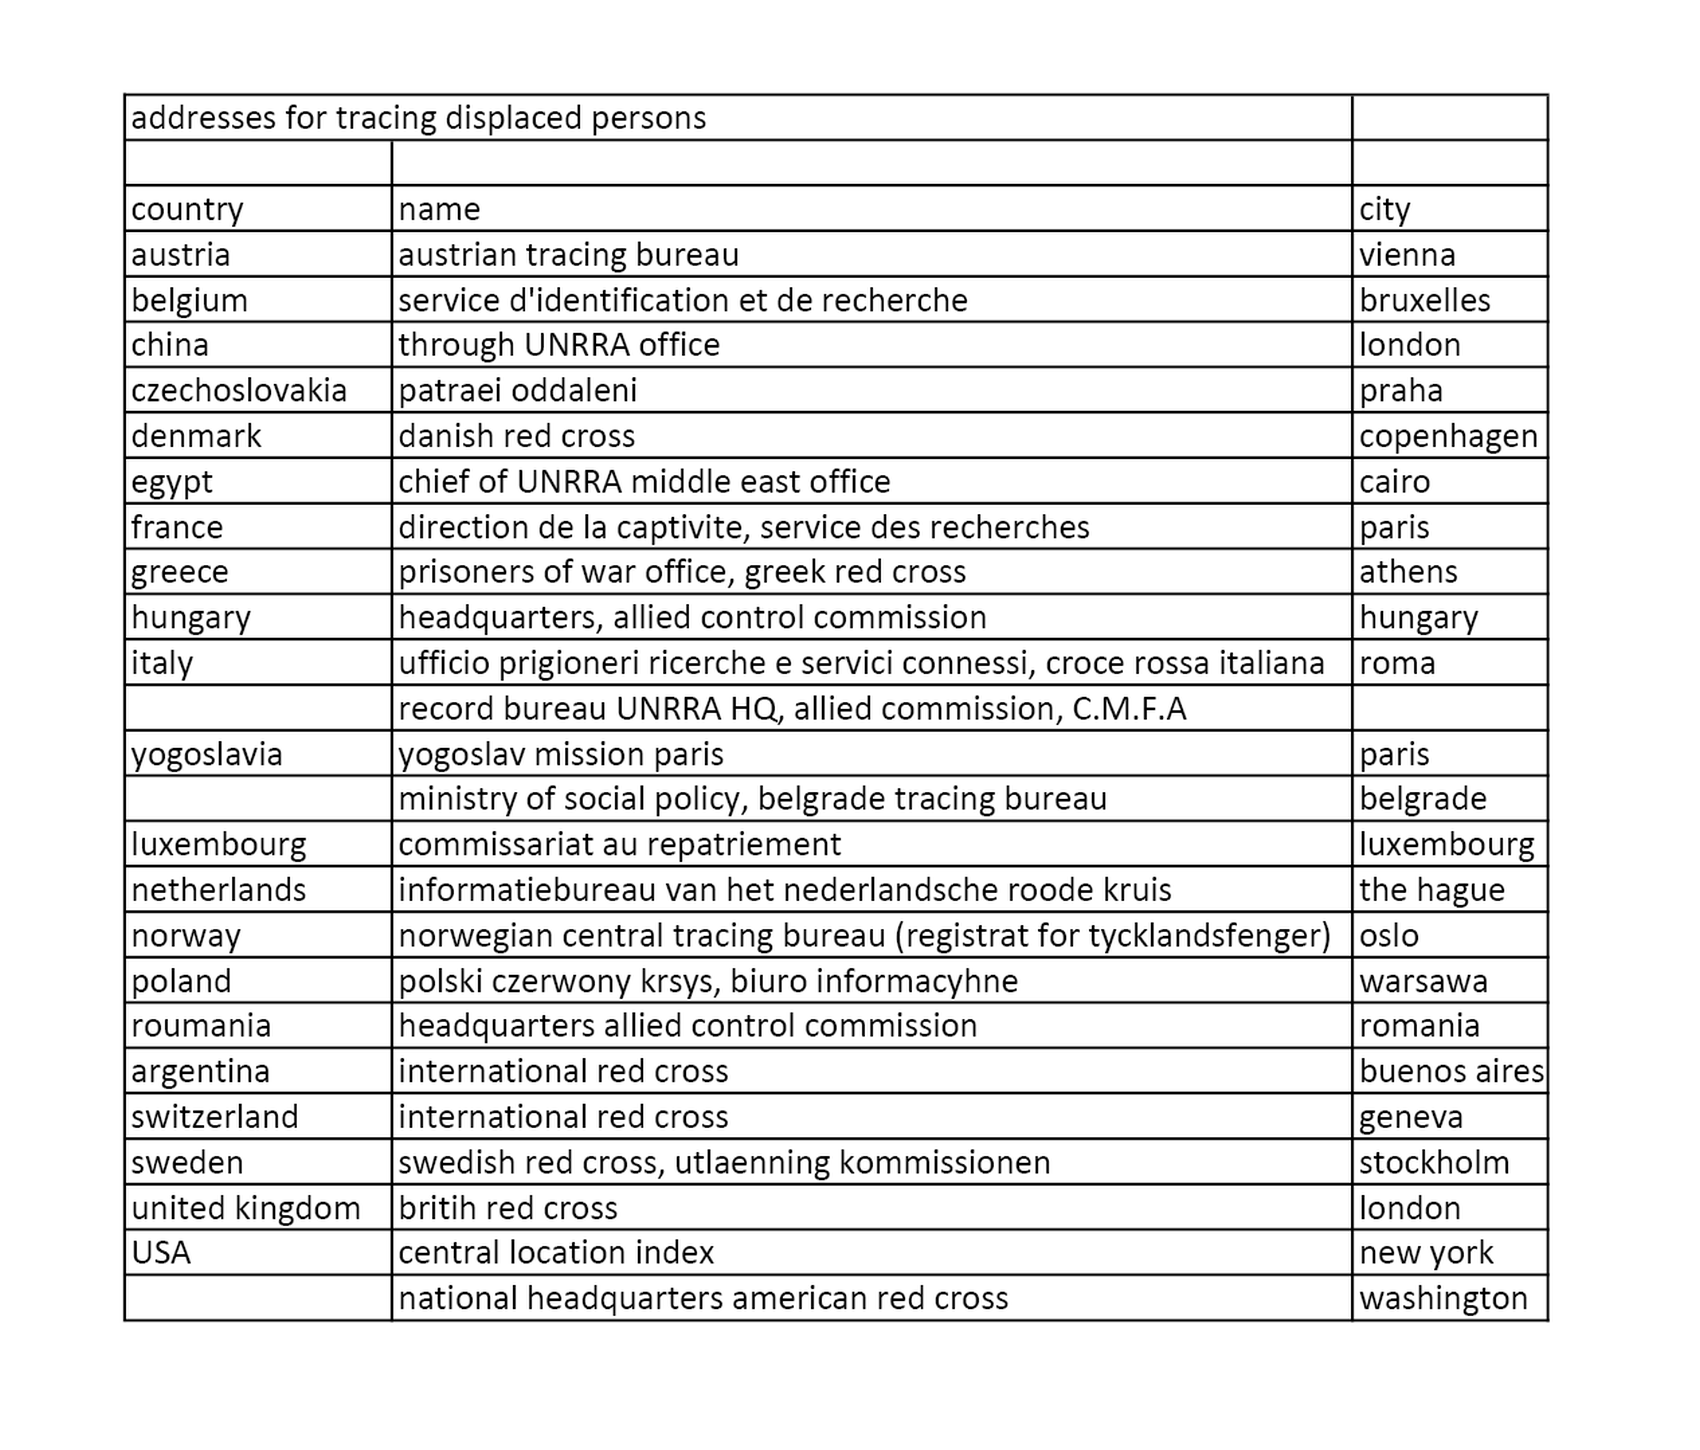 addresses for tracing displaced persons
country name city
austria austrian tracing bureau vienna
belgium service d'identification et de recherche bruxelles
china through UNRRA office london
czechoslovakia patraei oddaleni praha
denmark danish red cross copenhagen
egypt chief of UNRRA middle east office cairo
france direction de la captivite, service des recherches paris
greece prisoners of war office, greek red cross athens
hungary headquarters, allied control commission hungary
italy ufficio prigioneri ricerche e servici connessi, croce rossa italiana roma
record bureau UNRRA HQ, allied commission, C.M.F.A
yogoslavia yogoslav mission paris paris
ministry of social policy, belgrade tracing bureau belgrade
luxembourg commissariat au repatriement luxembourg
netherlands informatiebureau van het nederlandsche roode kruis the hague
norway norwegian central tracing bureau (registrat for tycklandsfenger) oslo
poland polski czerwony krsys, biuro informacyhne warsawa
roumania headquarters allied control commission romania
argentina international red cross buenos aires
switzerland international red cross geneva
sweden swedish red cross, utlaenning kommissionen stockholm
united kingdom britih red cross london
USA central location index new york
national headquarters american red cross washington